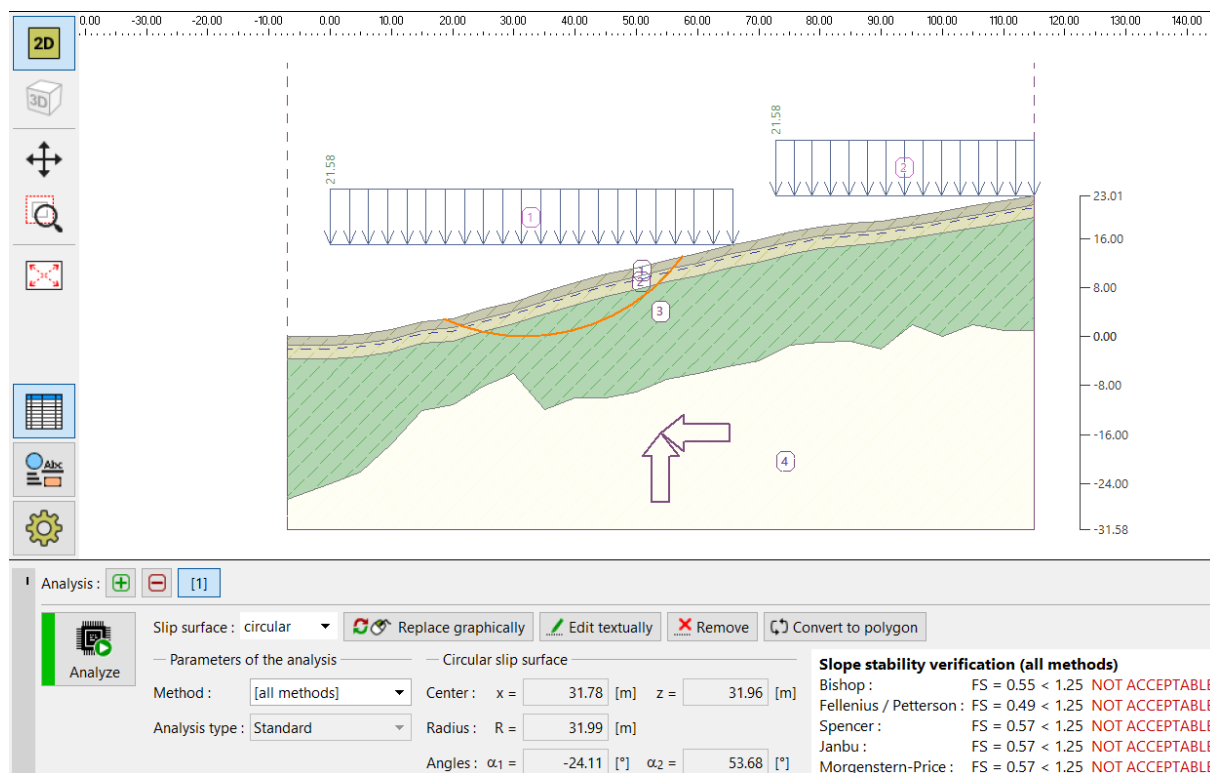 0.00 -30.00 -20.00 -10.00 0.00 10.00 20.00 30.00 40.00 50.00 60.00 70.00 80.00 90.00 100.00 110.00 120.00 130.00 140.00
2D
3D
21.58
2
21.58
1
23.01
16.00
1
2
8.00
3
0.00
-8.00
-16.00
4
Abc
-24.00
-31.58
Analysis : [1]
Slip surface : circular Replace graphically Edit textually Remove Convert to polygon
Analyze
Parameters of the analysis Circular slip surface
Slope stability verification (all methods)
Method : [all methods] Center : x = 31.78 [m] z = 31.96 [m]
Bishop : FS = 0.55 < 1.25 NOT ACCEPTABLE
Fellenius / Petterson : FS = 0.49 < 1.25 NOT ACCEPTABLE
Analysis type : Standard Radius : R = 31.99 [m]
Spencer : FS = 0.57 < 1.25 NOT ACCEPTABLE
Janbu : FS = 0.57 < 1.25 NOT ACCEPTABLE
Angles : α1 = -24.11 [°] α2 = 53.68 [°]
Morgenstern-Price : FS = 0.57 < 1.25 NOT ACCEPTABLE